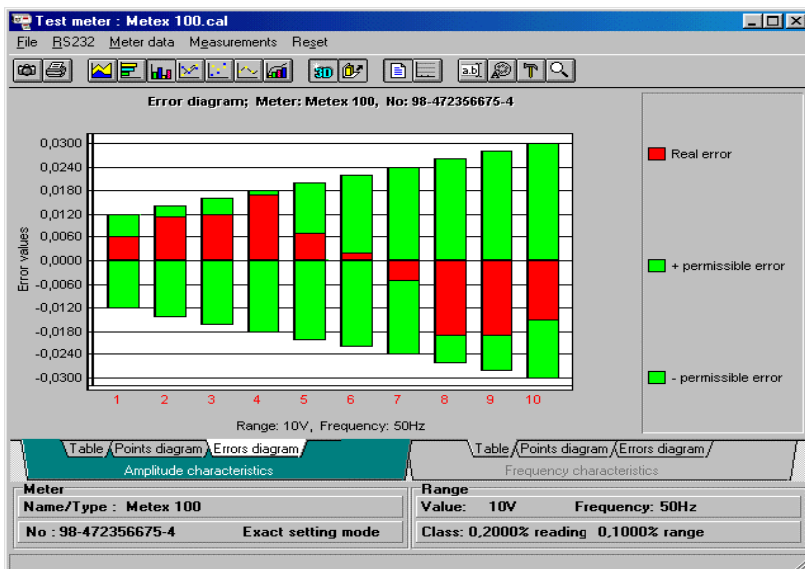 Test meter : Metex 100.cal
File RS232 Meter data Measurements Reset
3D a.b T
Error diagram; Meter: Metex 100, No: 98-472356675-4
Error values
0,0300
0,0240
0,0180
0,0120
0,0060
0,0000
-0,0060
-0,0120
-0,0180
-0,0240
-0,0300
1 2 3 4 5 6 7 8 9 10
Range: 10V, Frequency: 50Hz
Real error
+ permissible error
- permissible error
Table Points diagram Errors diagram
Amplitude characteristics
Table Points diagram Errors diagram
Frequency characteristics
Meter
Name/Type : Metex 100
No : 98-472356675-4 Exact setting mode
Range
Value: 10V Frequency: 50Hz
Class: 0,2000% reading 0,1000% range